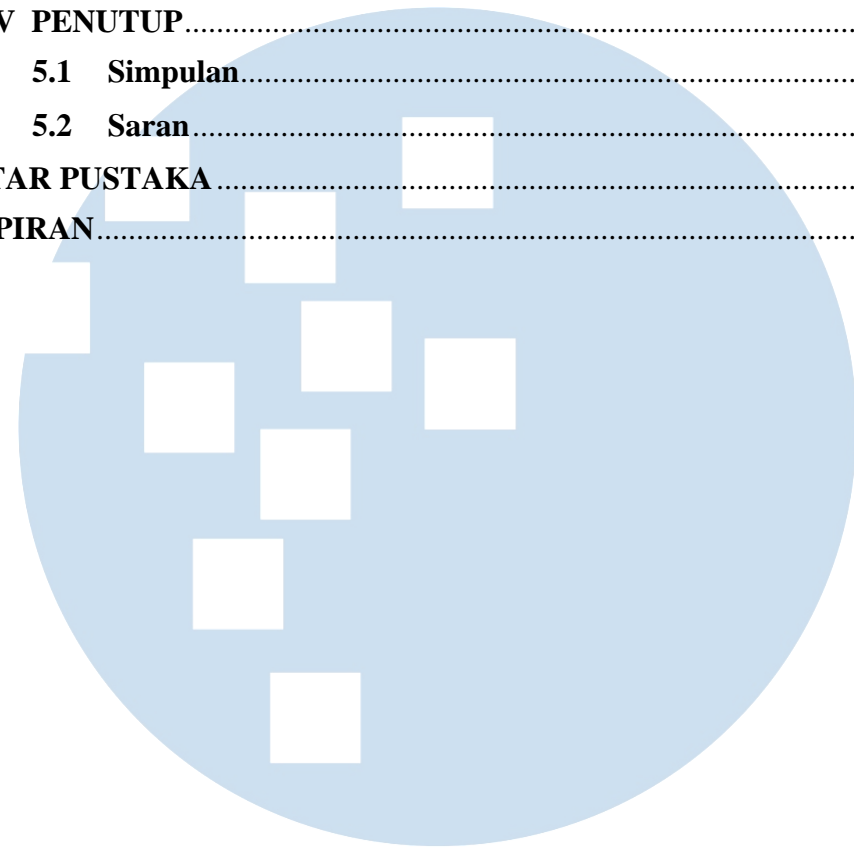 V PENUTUP
5.1 Simpulan
5.2 Saran
TAR PUSTAKA
PIRAN